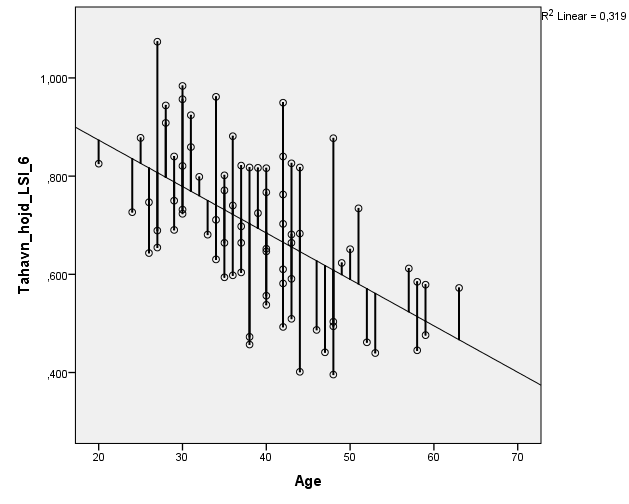 R2 Linear = 0,319
1,000
,800
,600
,400
Tahavn_hojd_LSI_6
20 30 40 50 60 70
Age